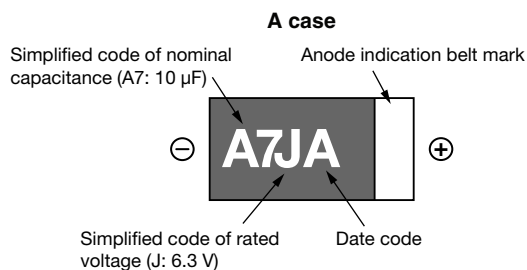 A case
Simplified code of nominal
capacitance (A7: 10 μF)
Anode indication belt mark
⊖ A7JA ⊕
Simplified code of rated
voltage (J: 6.3 V)
Date code